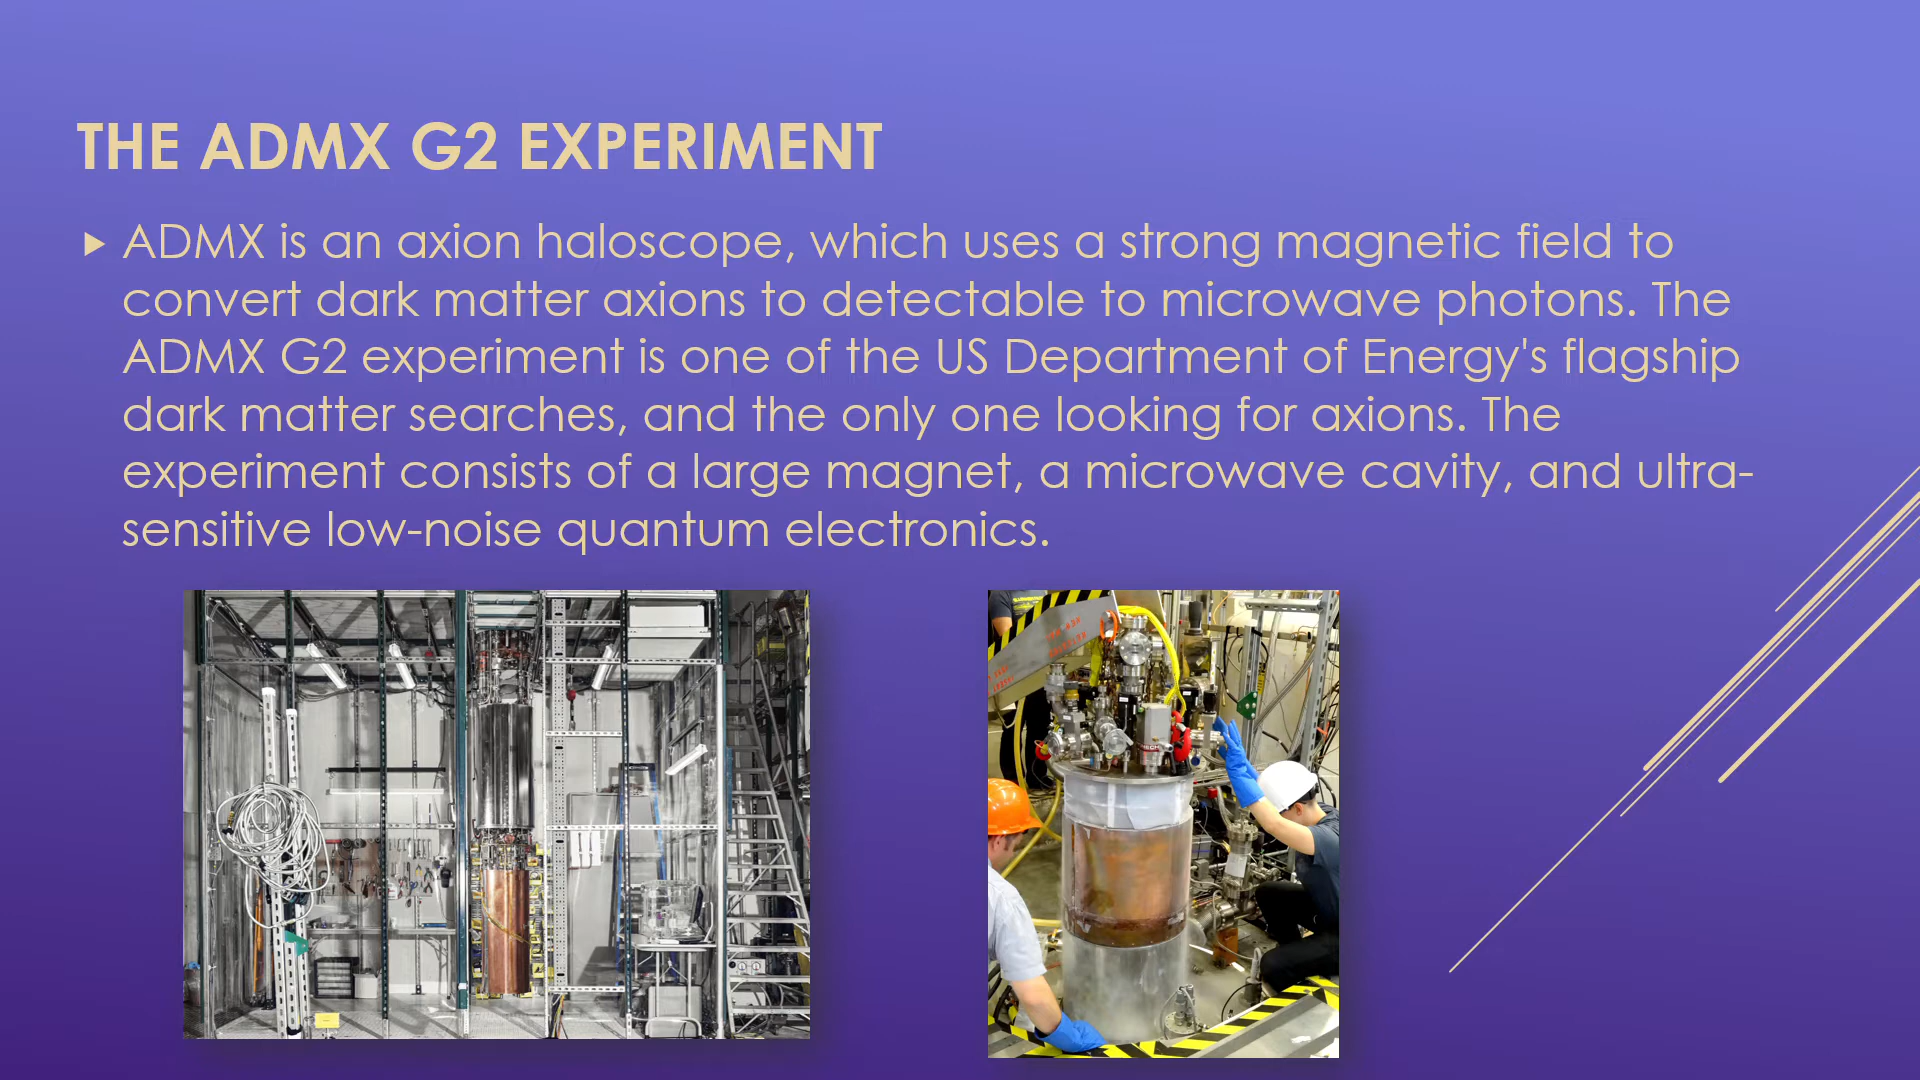 THE ADMX G2 EXPERIMENT
ADMX is an axion haloscope, which uses a strong magnetic field to
convert dark matter axions to detectable to microwave photons. The
ADMX G2 experiment is one of the US Department of Energy's flagship
dark matter searches, and the only one looking for axions. The
experiment consists of a large magnet, a microwave cavity, and ultra-
sensitive low-noise quantum electronics.